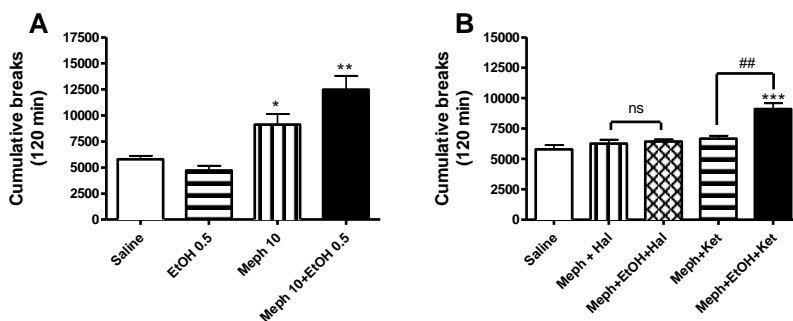 A
Cumulative breaks
(120 min)
17500
15000
12500
10000
7500
5000
2500
0
*
**
Saline
EtOH 0.5
Meph 10
Meph 10+EtOH 0.5
B
Cumulative breaks
(120 min)
15000
12500
10000
7500
5000
2500
0
ns
##
***
Saline
Meph + Hal
Meph+EtOH+Hal
Meph+Ket
Meph+EtOH+Ket